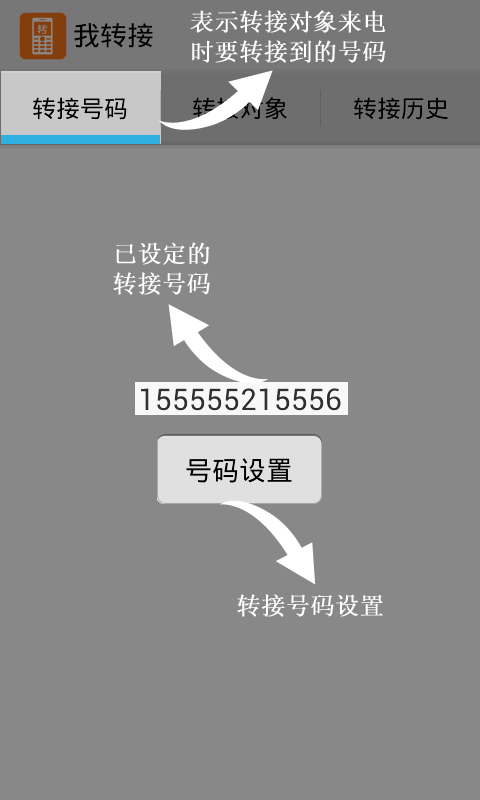 转
我转接
表示转接对象来电
时要转接到的号码
转接号码
转接对象
转接历史
已设定的
转接号码
155555215556
号码设置
转接号码设置